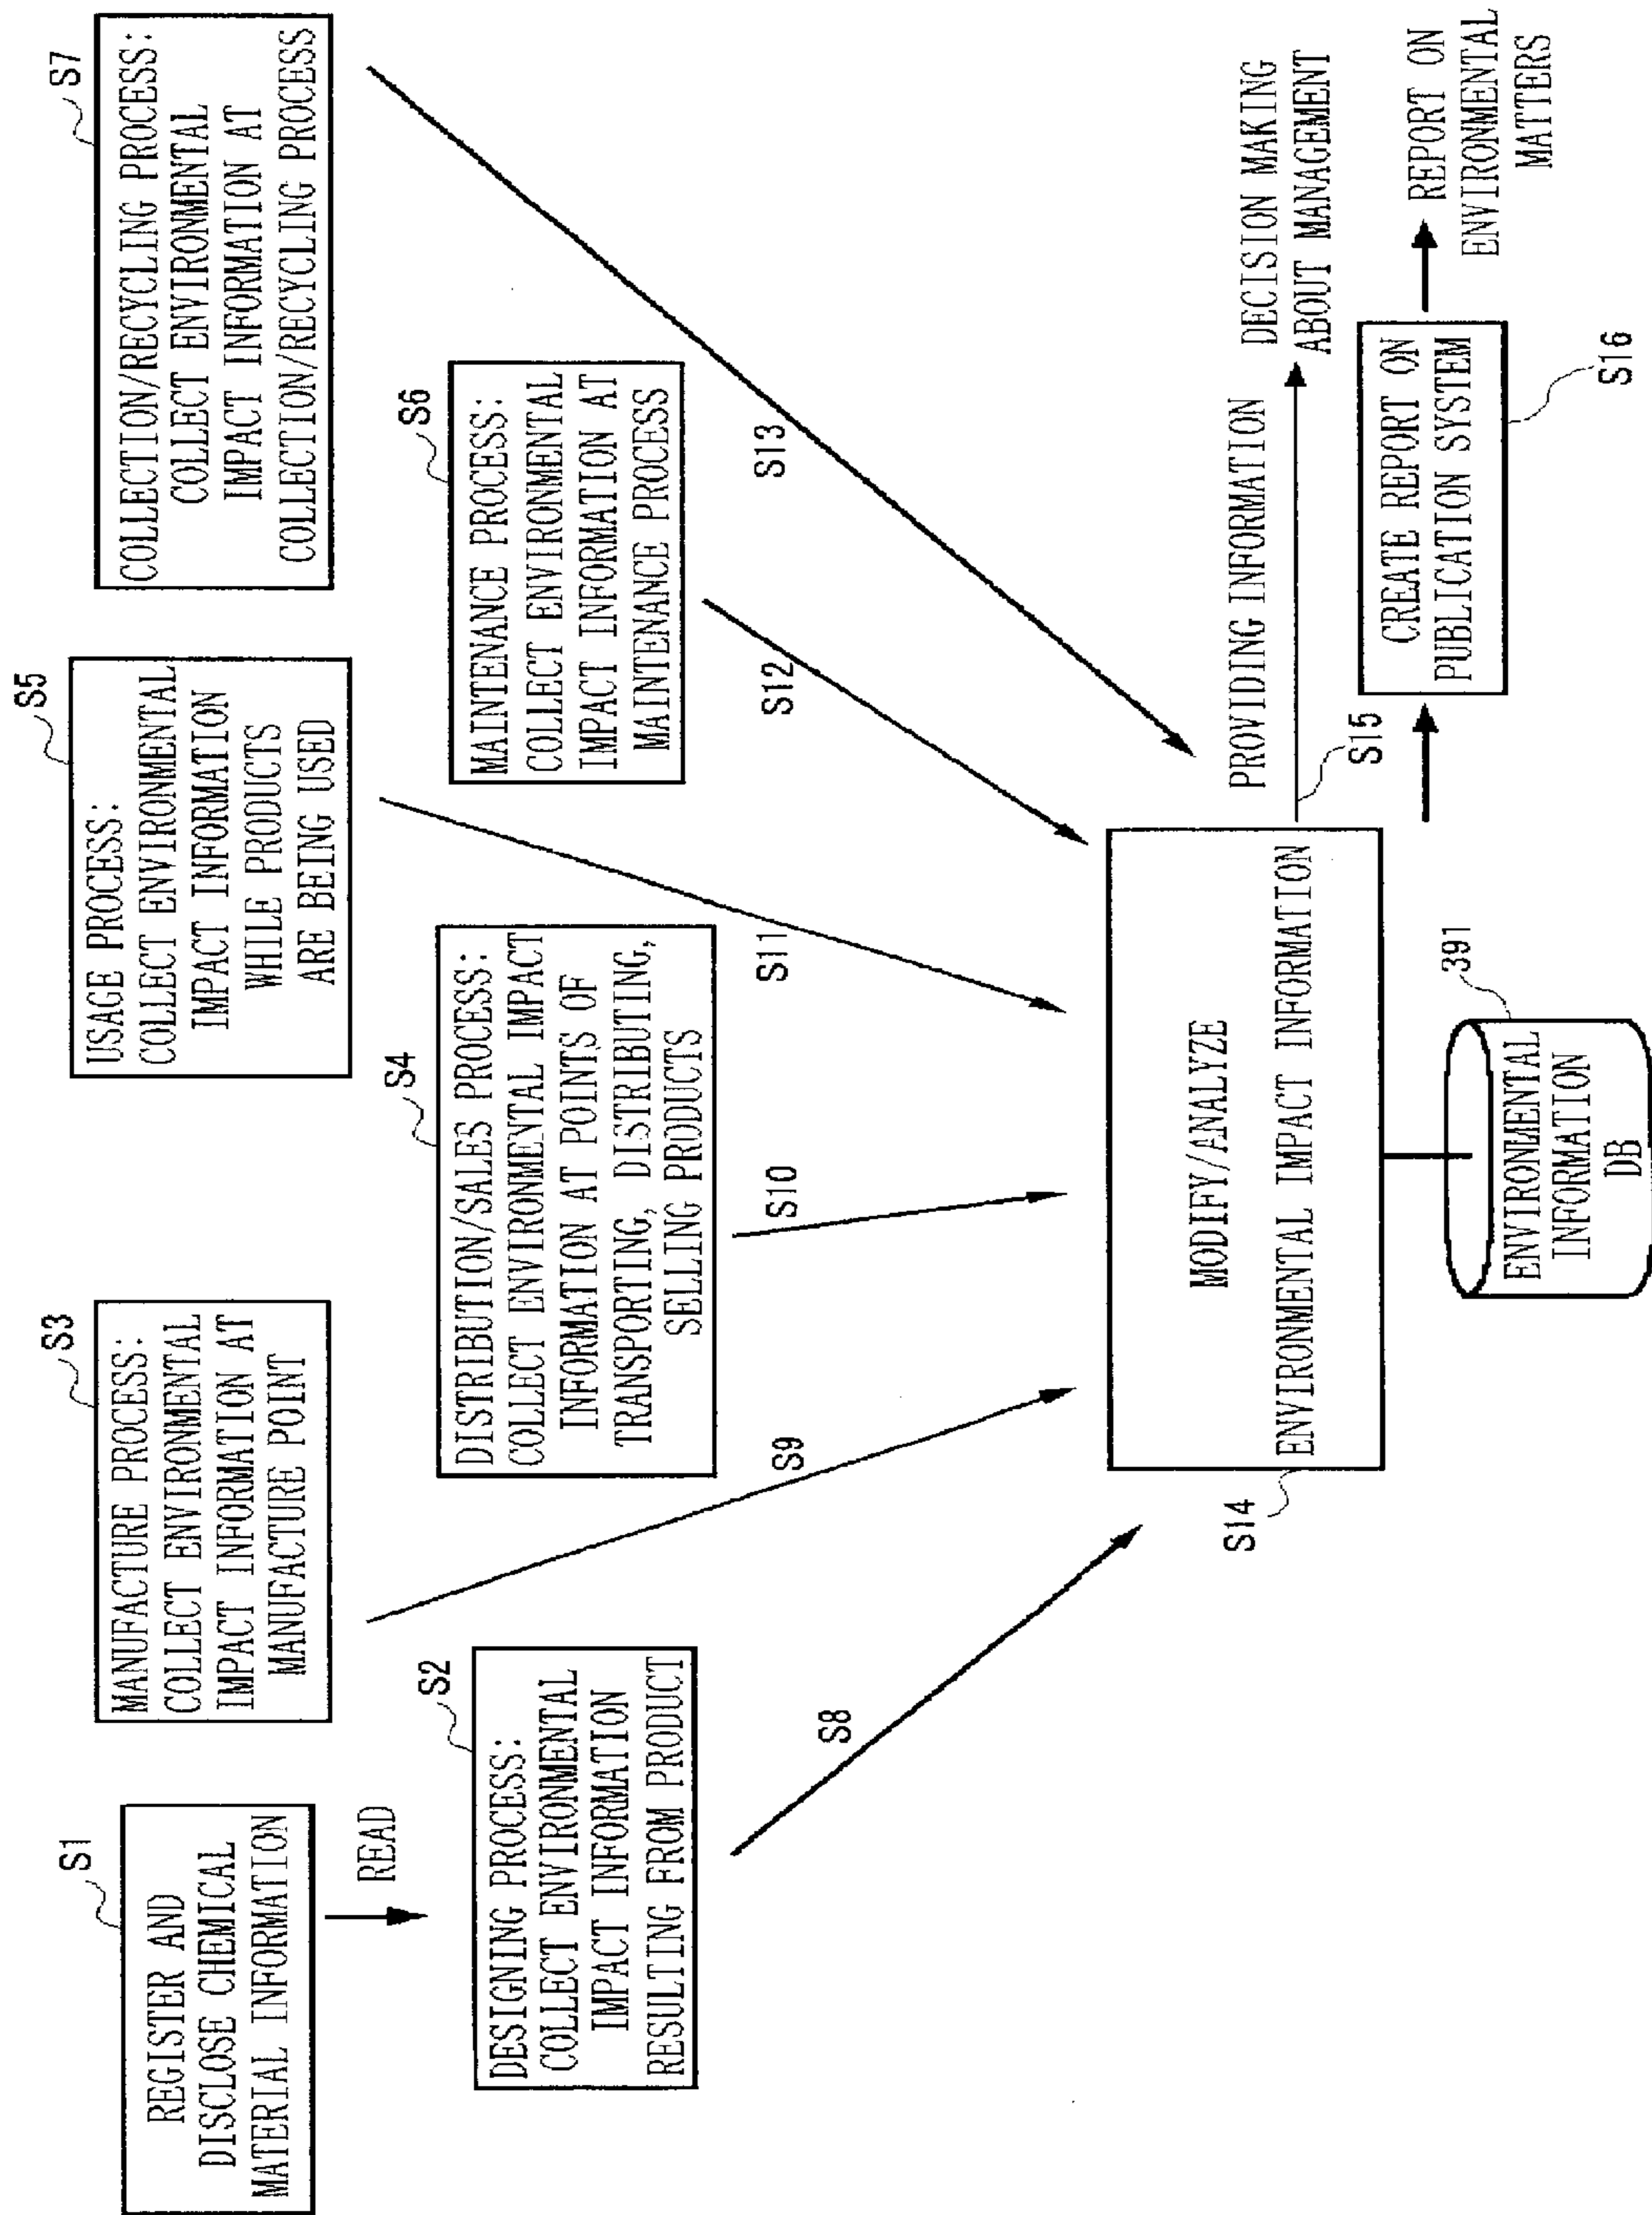 S1
REGISTER AND
DISCLOSE CHEMICAL
MATERIAL INFORMATION
READ
S2
DESIGNING PROCESS:
COLLECT ENVIRONMENTAL
IMPACT INFORMATION
RESULTING FROM PRODUCT
S3
MANUFACTURE PROCESS:
COLLECT ENVIRONMENTAL
IMPACT INFORMATION AT
MANUFACTURE POINT
S4
DISTRIBUTION/SALES PROCESS:
COLLECT ENVIRONMENTAL IMPACT
INFORMATION AT POINTS OF
TRANSPORTING, DISTRIBUTING,
SELLING PRODUCTS
S5
USAGE PROCESS:
COLLECT ENVIRONMENTAL
IMPACT INFORMATION
WHILE PRODUCTS
ARE BEING USED
S6
MAINTENANCE PROCESS:
COLLECT ENVIRONMENTAL
IMPACT INFORMATION AT
MAINTENANCE PROCESS
S7
COLLECTION/RECYCLING PROCESS:
COLLECT ENVIRONMENTAL
IMPACT INFORMATION AT
COLLECTION/RECYCLING PROCESS
S8
S9
S10
S11
S12
S13
S14
MODIFY/ANALYZE
ENVIRONMENTAL IMPACT INFORMATION
391
ENVIRONMENTAL
INFORMATION
DB
PROVIDING INFORMATION
S15
DECISION MAKING
ABOUT MANAGEMENT
CREATE REPORT ON
PUBLICATION SYSTEM
S16
REPORT ON
ENVIRONMENTAL
MATTERS